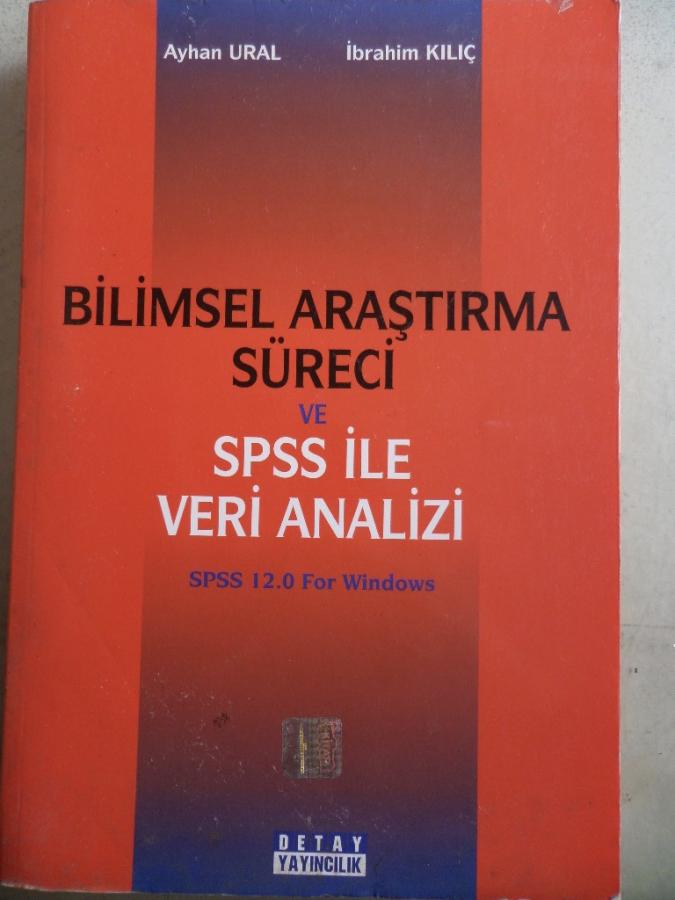 Ayhan URAL İbrahim KILIÇ
BİLİMSEL ARAŞTIRMA
SÜRECİ
VE
SPSS İLE
VERİ ANALİZİ
SPSS 12.0 For Windows
DETAY
YAYINCILIK